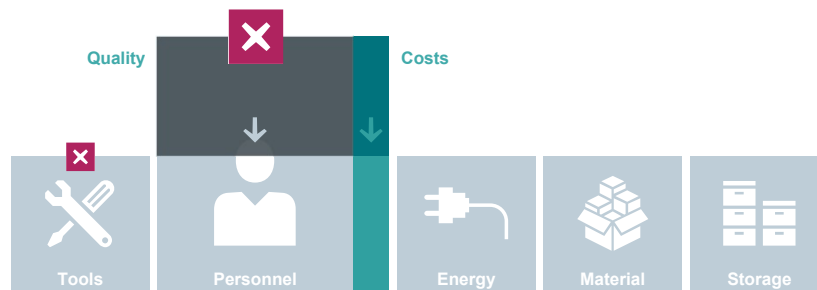 Quality
Costs
Tools
Personnel
Energy
Material
Storage